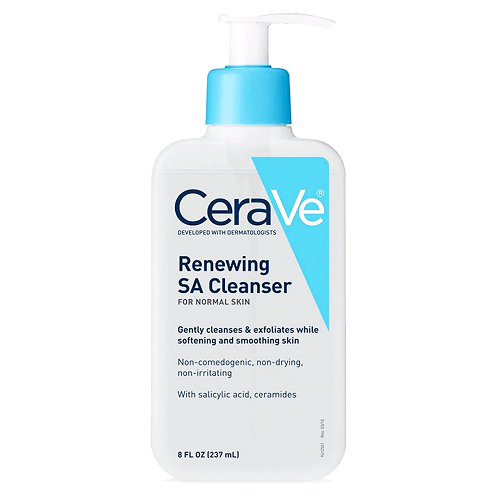 CeraVe®
DEVELOPED WITH DERMATOLOGISTS
Renewing
SA Cleanser
FOR NORMAL SKIN
Gently cleanses & exfoliates while
softening and smoothing skin
Non-comedogenic, non-drying,
non-irritating
With salicylic acid, ceramides
8 FL OZ (237 mL)